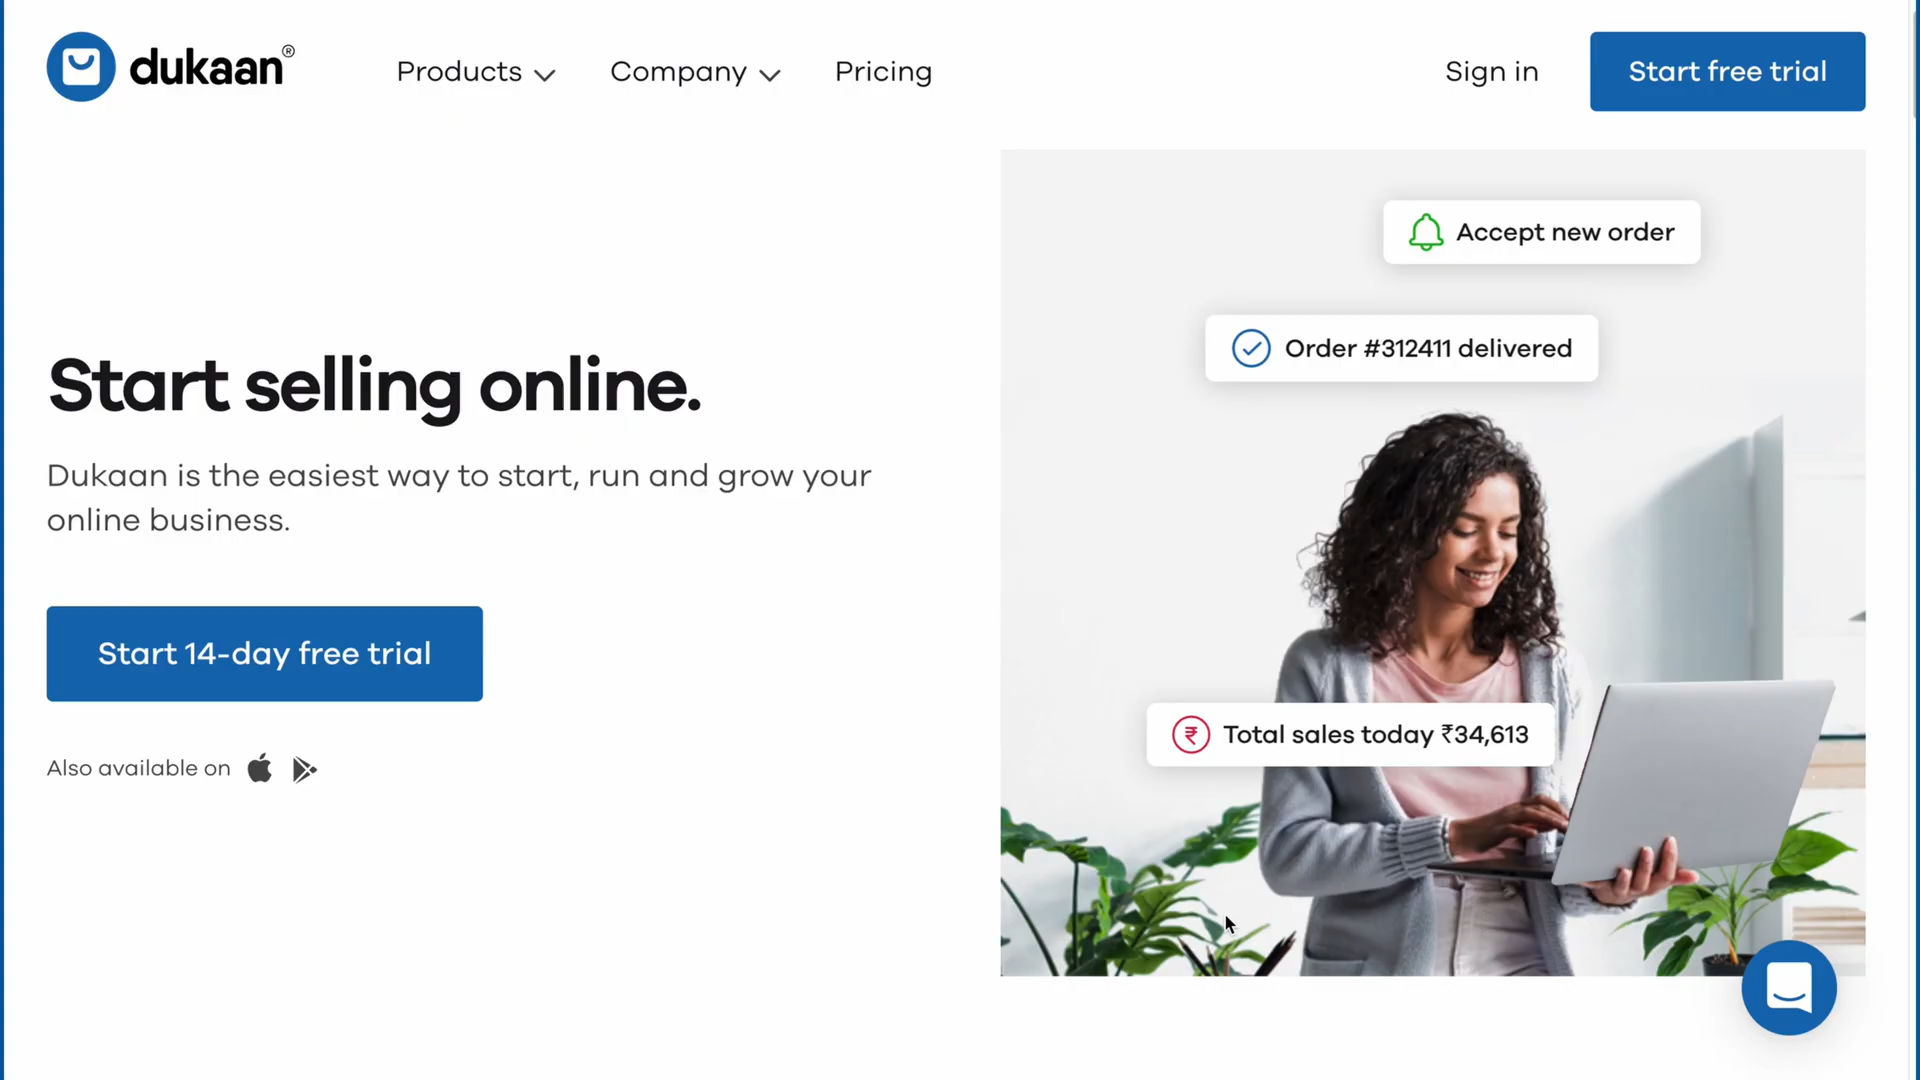 dukaan®
Products
Company
Pricing
Sign in
Start free trial
Accept new order
Order #312411 delivered
Start selling online.
Dukaan is the easiest way to start, run and grow your
online business.
Start 14-day free trial
Total sales today ₹34,613
Also available on